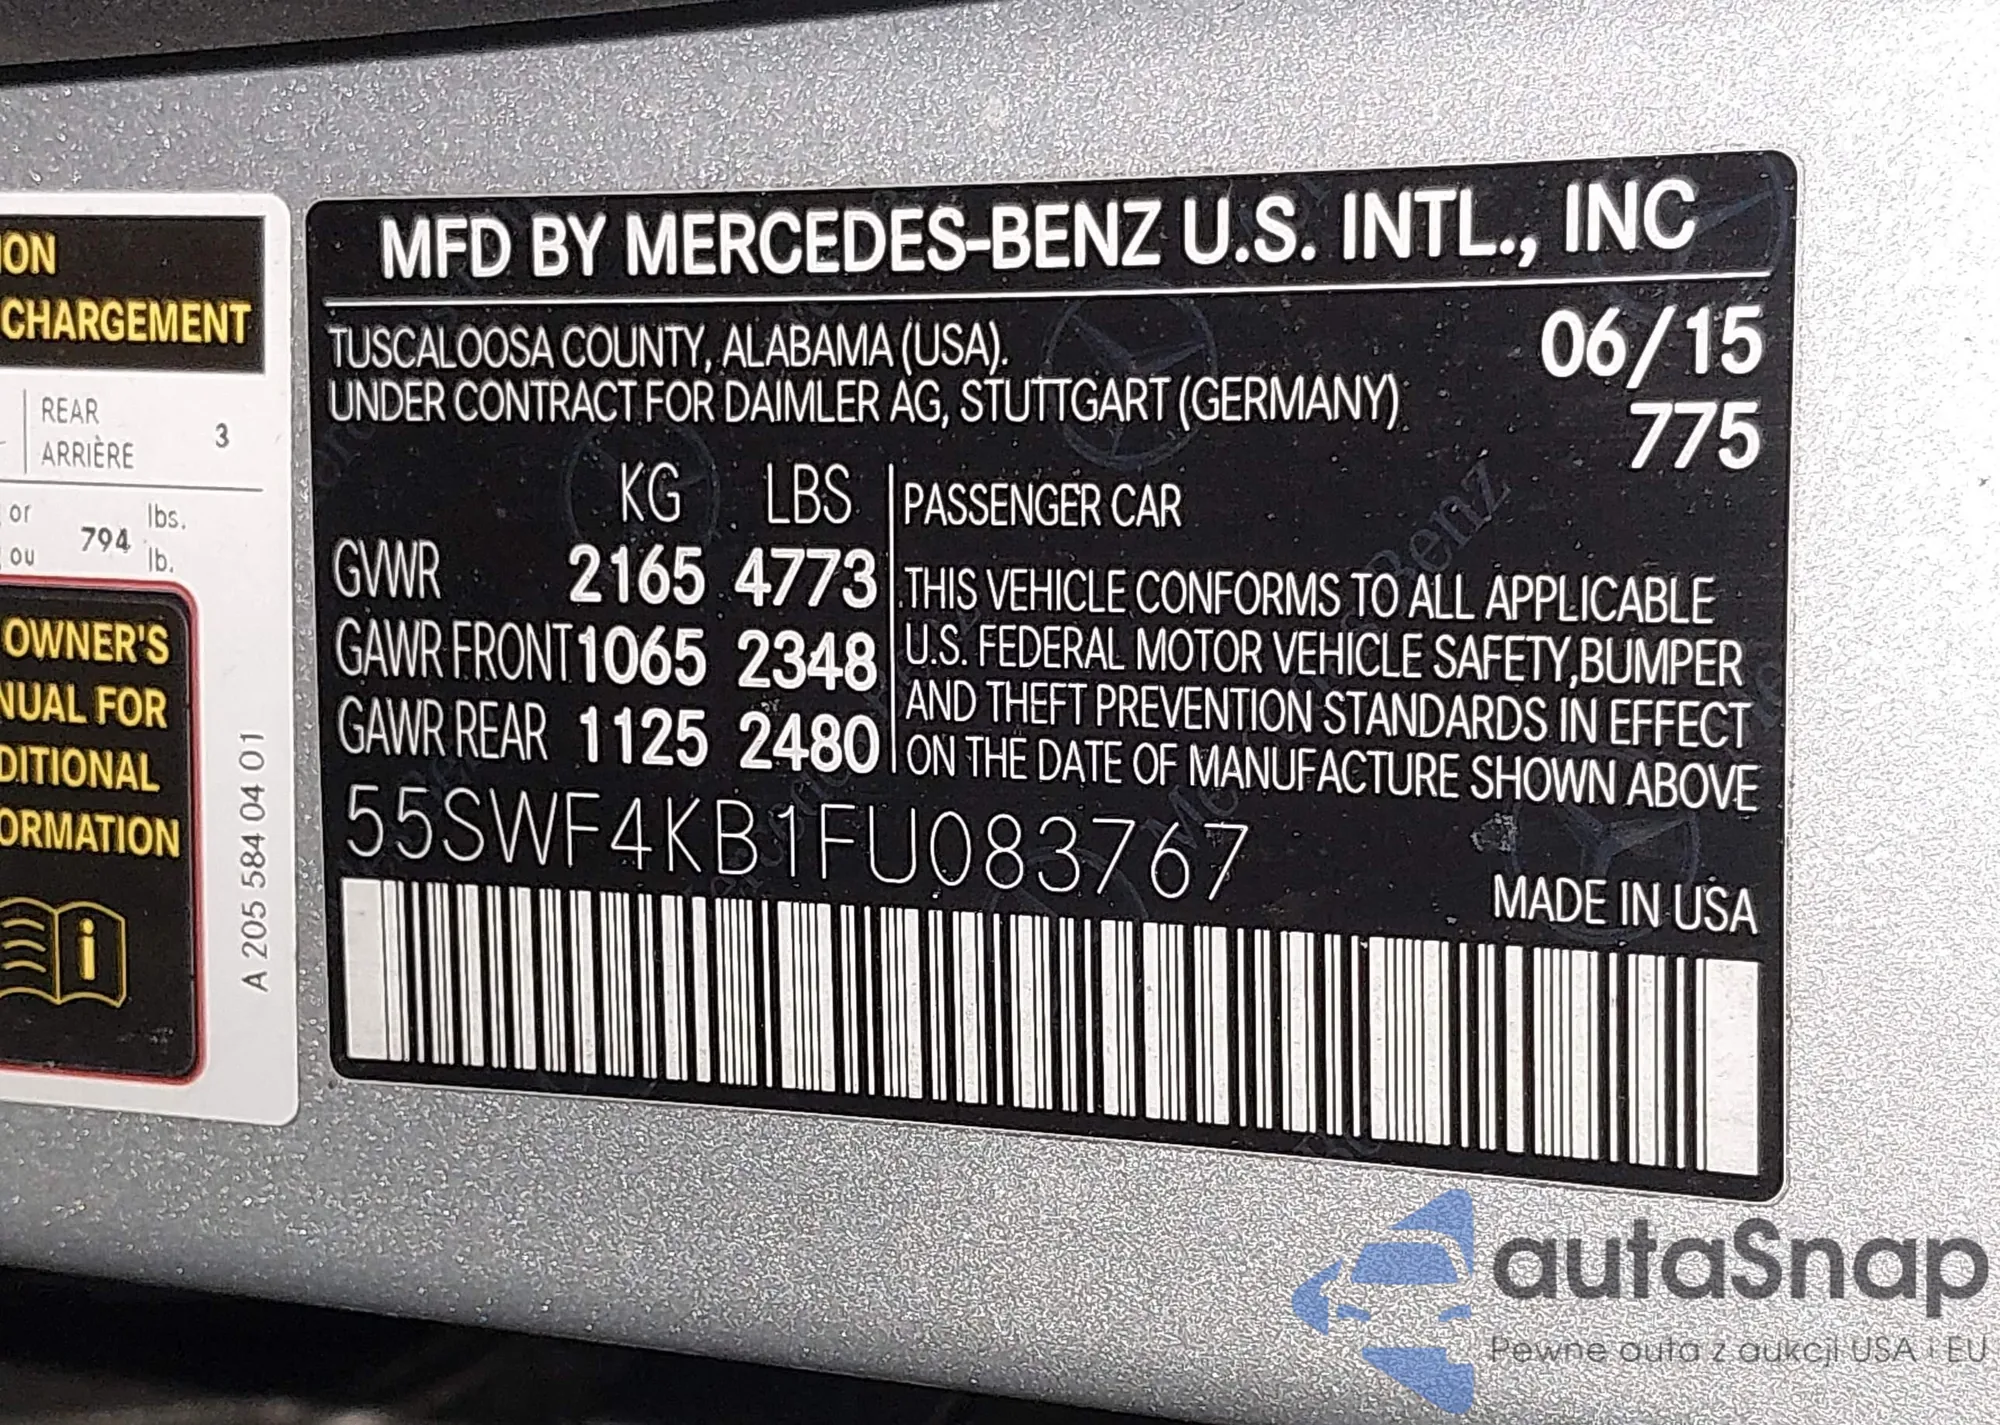 ION
CHARGEMENT
REAR
ARRIÈRE
3
or
ou
794
lbs.
lb.
OWNER'S
NUAL FOR
DITIONAL
ORMATION
i
A 205 584 04 01
MFD BY MERCEDES-BENZ U.S. INTL., INC
TUSCALOOSA COUNTY, ALABAMA (USA).
UNDER CONTRACT FOR DAIMLER AG, STUTTGART (GERMANY).
06/15
775
KG LBS
GVWR 2165 4773
GAWR FRONT 1065 2348
GAWR REAR 1125 2480
PASSENGER CAR
THIS VEHICLE CONFORMS TO ALL APPLICABLE
U.S. FEDERAL MOTOR VEHICLE SAFETY,BUMPER
AND THEFT PREVENTION STANDARDS IN EFFECT
ON THE DATE OF MANUFACTURE SHOWN ABOVE
55SWF4KB1FU083767
MADE IN USA
autaSnap
Pewne auta z aukcji USA i EU